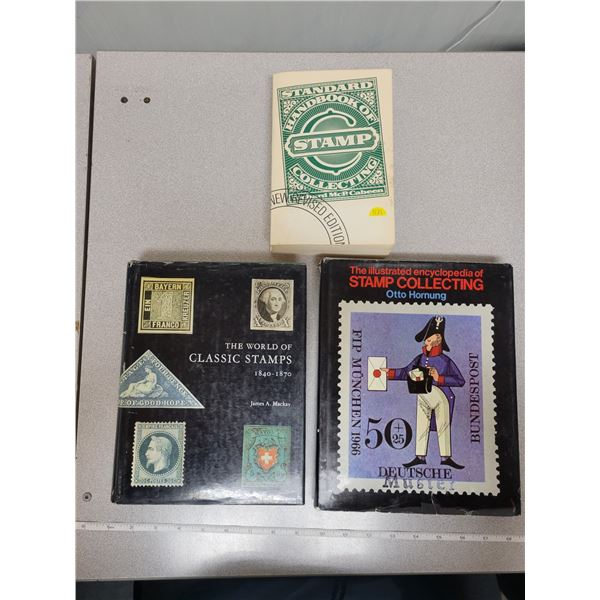 STANDARD
HANDBOOK OF
STAMP
COLLECTING
McP. Cabeen
NEW REVISED EDITION
BAYERN
EIN
KREUZER
FRANCO
THE WORLD OF
CLASSIC STAMPS
1840-1870
James A. Mackay
OF GOOD HOPE
The illustrated encyclopedia of
STAMP COLLECTING
Otto Hornung
FIP MÜNCHEN 1966
BUNDESPOST
50+25
DEUTSCHE
Muster